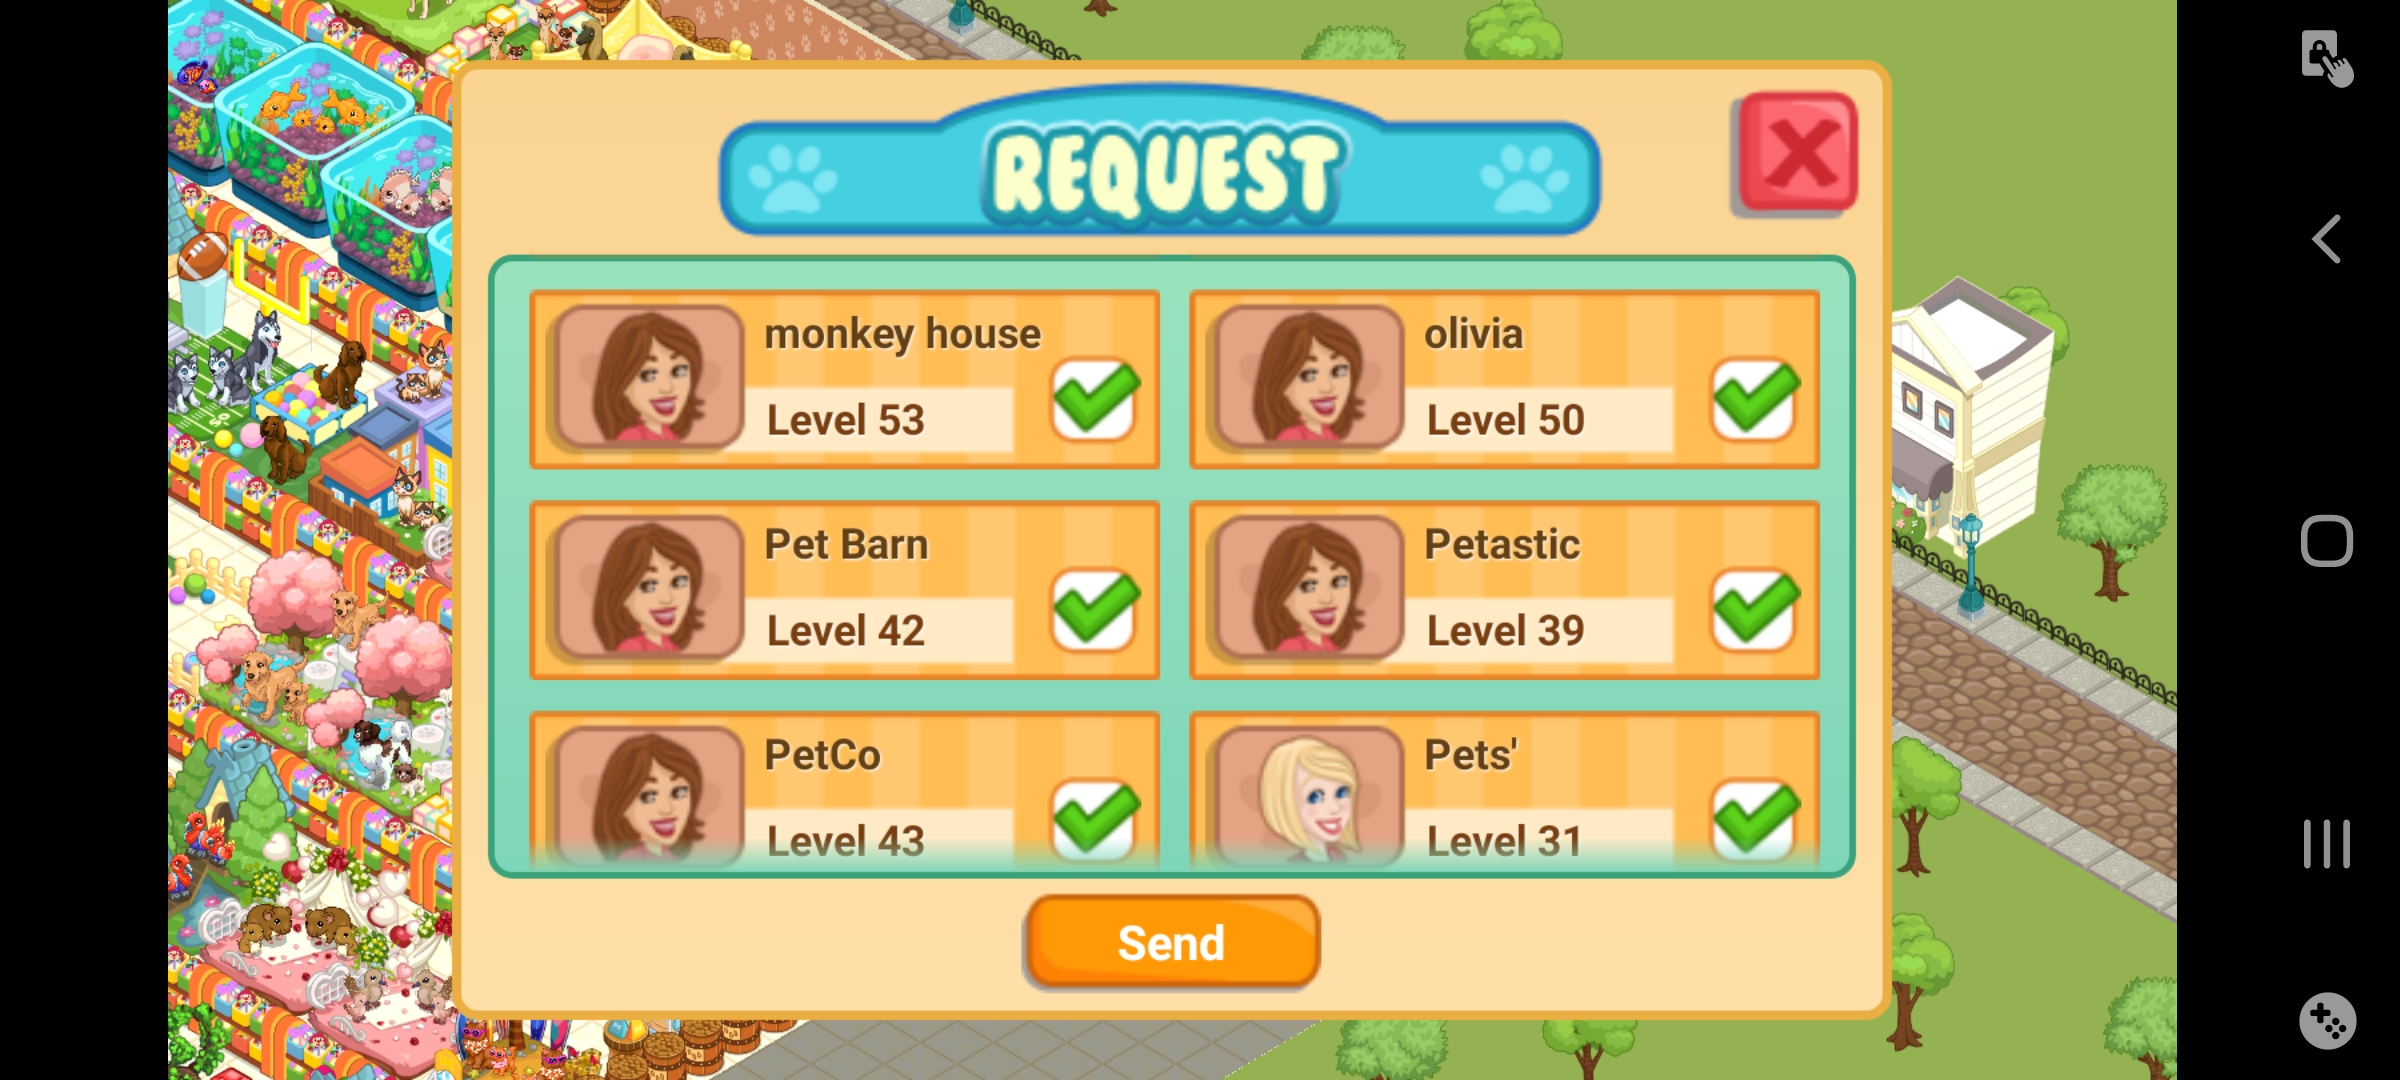 REQUEST
monkey house
Level 53
olivia
Level 50
Pet Barn
Level 42
Petastic
Level 39
PetCo
Level 43
Pets'
Level 31
Send